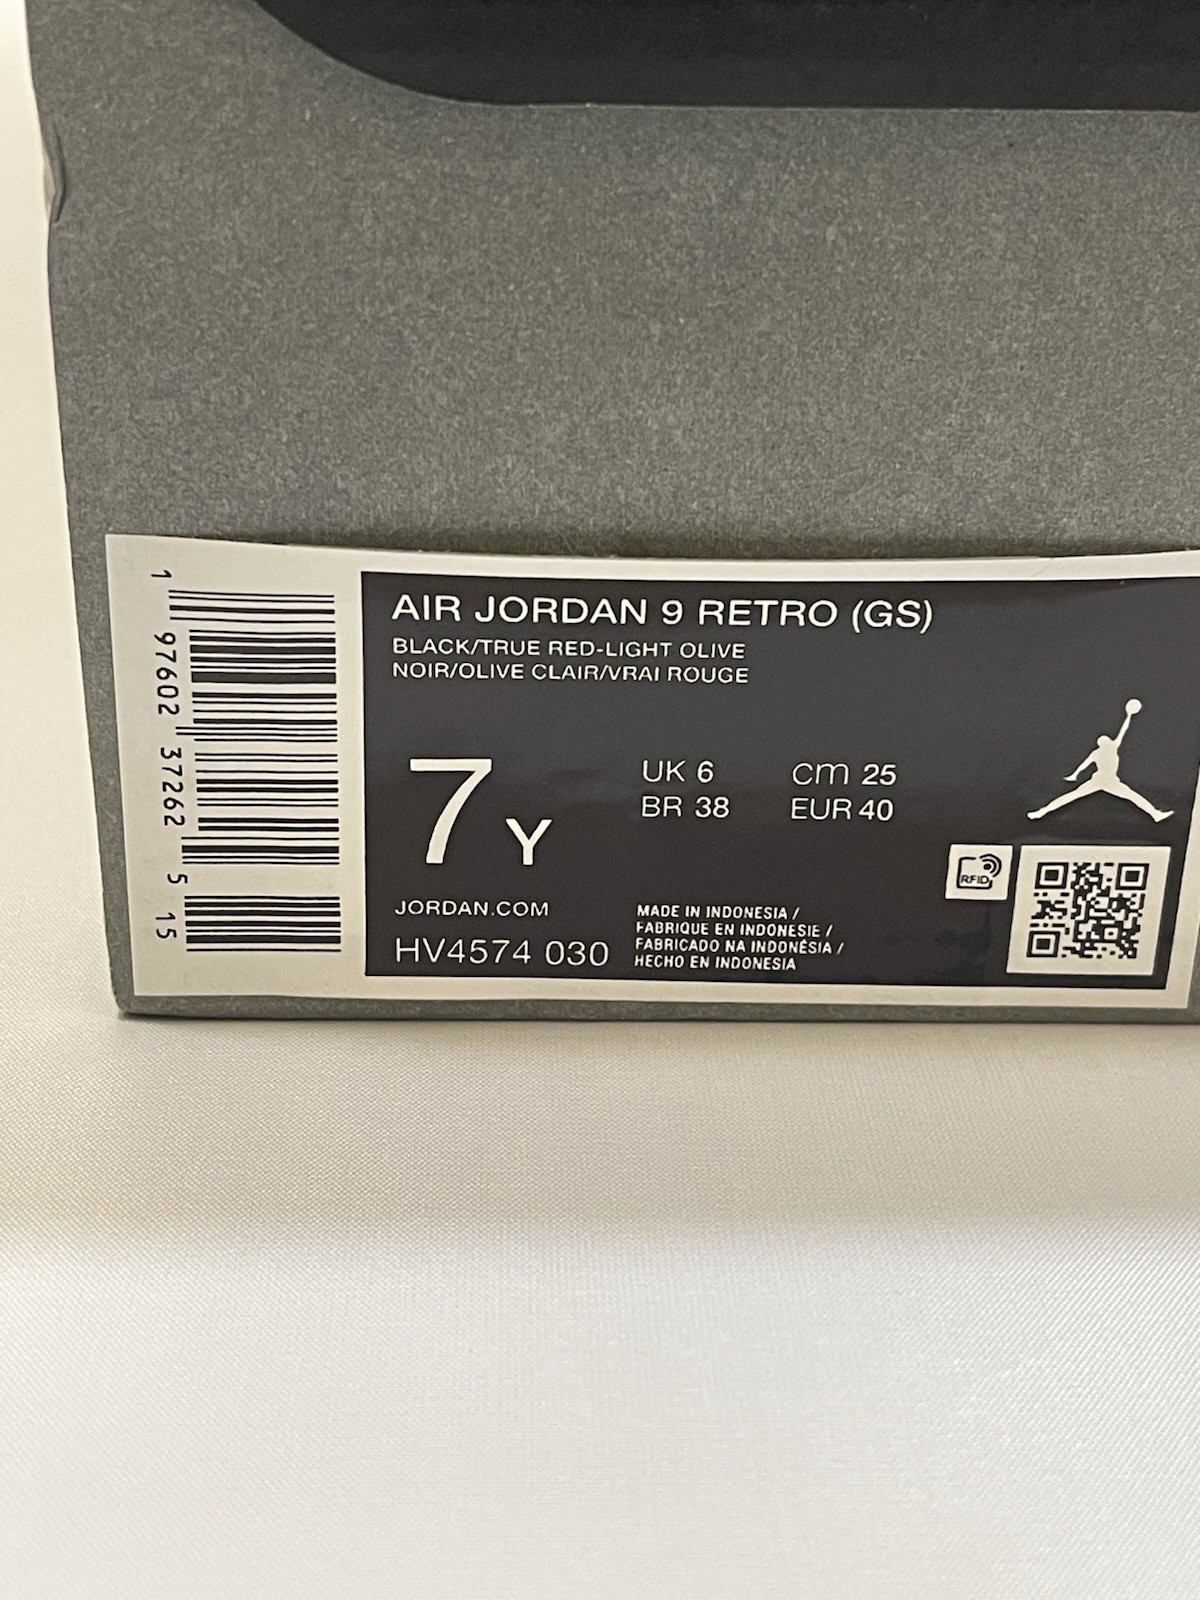 1 97602 37262 5 15
AIR JORDAN 9 RETRO (GS)
BLACK/TRUE RED-LIGHT OLIVE
NOIR/OLIVE CLAIR/VRAI ROUGE
7Y
UK 6 cm 25
BR 38 EUR 40
RFID
JORDAN.COM
HV4574 030
MADE IN INDONESIA /
FABRIQUE EN INDONESIE /
FABRICADO NA INDONÉSIA /
HECHO EN INDONESIA